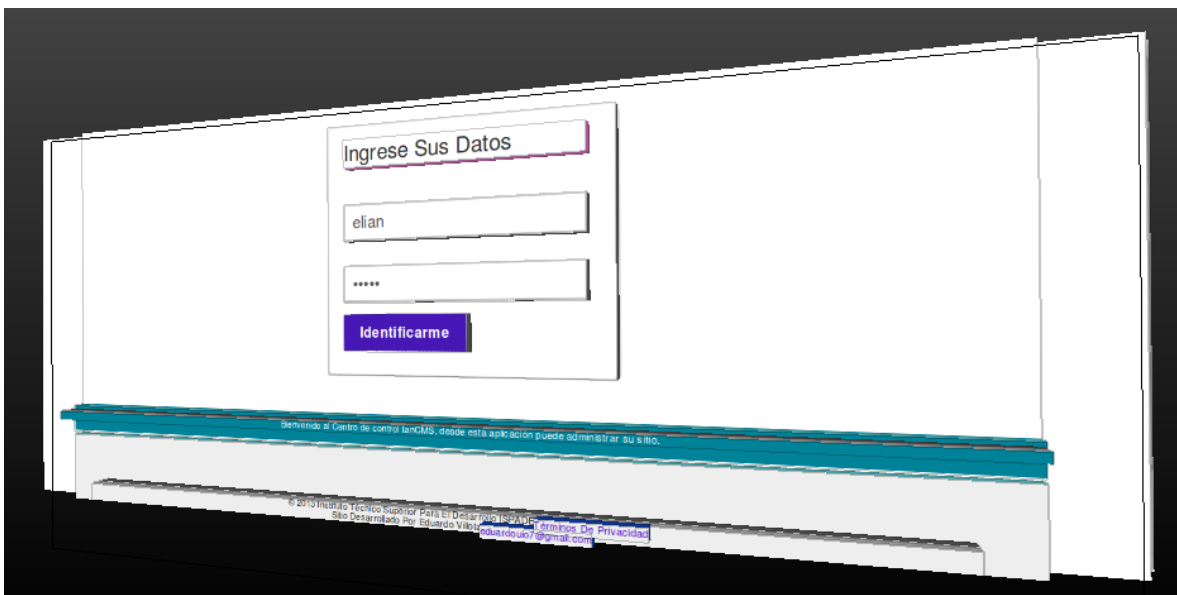 Ingrese Sus Datos
elian
•••••
Identificarme
Bienvenido al Centro de control IanCMS, desde esta aplicación puede administrar su sitio.
© 2013 Instituto Técnico Superior Para El Desarrollo ISPADE Términos De Privacidad
Sitio Desarrollado Por Eduardo Villota eduardouio7@gmail.com